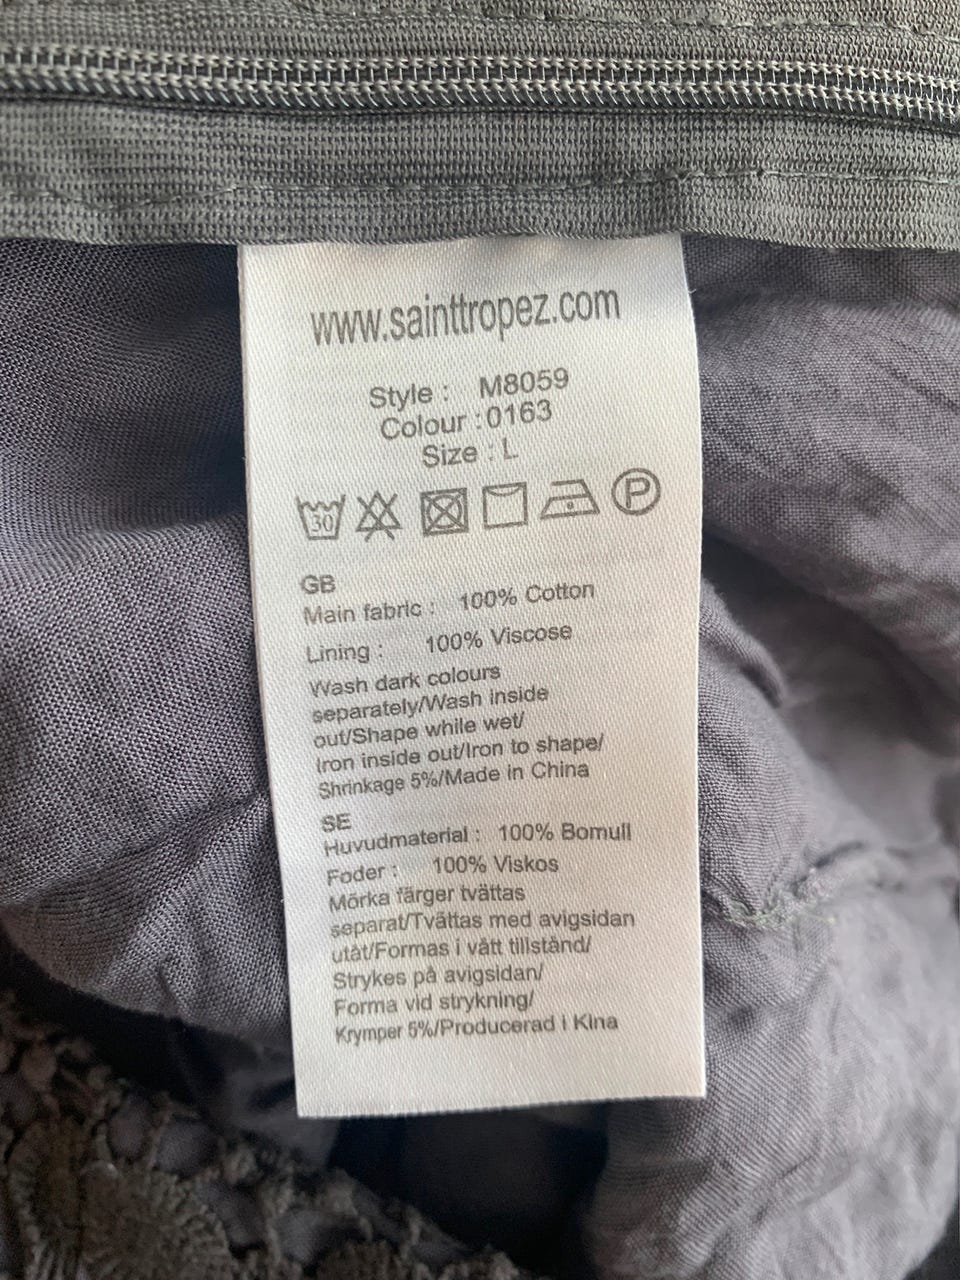 www.sainttropez.com
Style : M8059
Colour :0163
Size : L
30 P
GB
Main fabric : 100% Cotton
Lining : 100% Viscose
Wash dark colours
separately/Wash inside
out/Shape while wet/
Iron inside out/Iron to shape/
Shrinkage 5%/Made in China
SE
Huvudmaterial : 100% Bomull
Foder : 100% Viskos
Mörka färger tvättas
separat/Tvättas med avigsidan
utåt/Formas i vått tillstånd/
Strykes på avigsidan/
Forma vid strykning/
Krymper 5%/Producerad i Kina